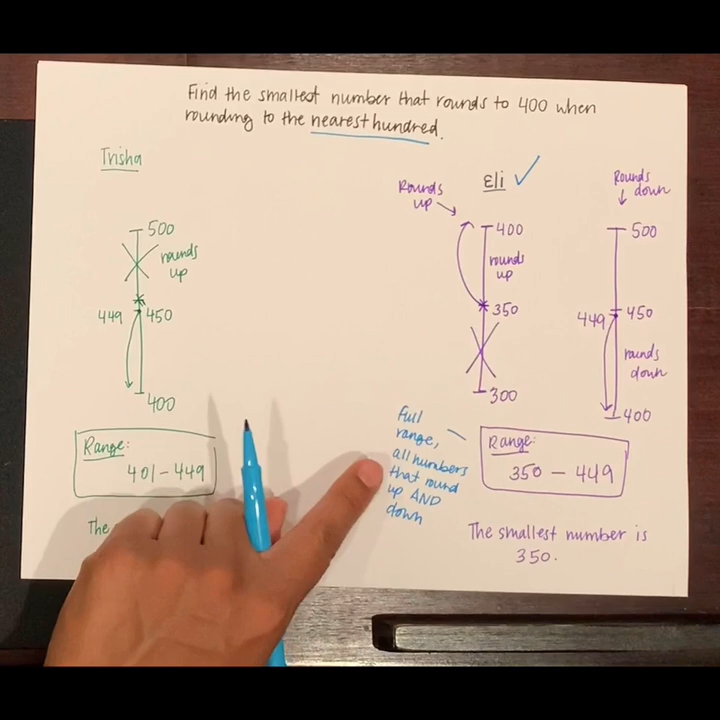 Find the smallest number that rounds to 400 when
rounding to the nearest hundred.
Trisha
500
rounds
up
449 450
400
Range:
401-449
The
Eli
Rounds
up
400
rounds
up
350
300
Rounds
down
500
449 450
rounds
down
400
Full
range,
all numbers
that round
up AND
down
Range:
350 - 449
The smallest number is
350.